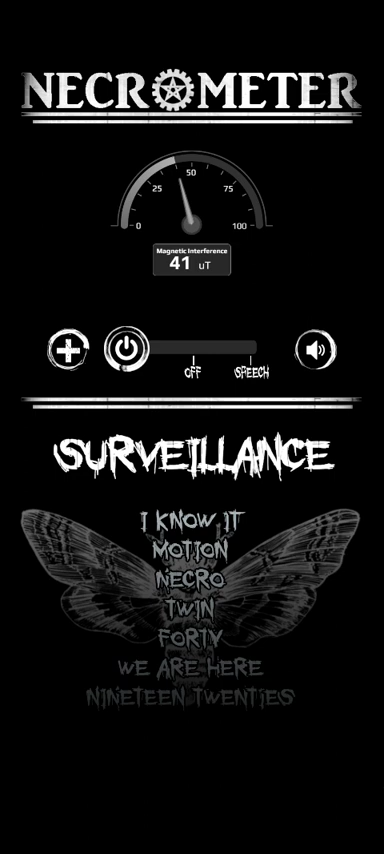 NECROMETER
50
25 75
0 100
Magnetic Interference
41 uT
OFF SPEECH
SURVEILLANCE
I KNOW IT
MOTION
NECRO
TWIN
FORTY
WE ARE HERE
NINETEEN TWENTIES